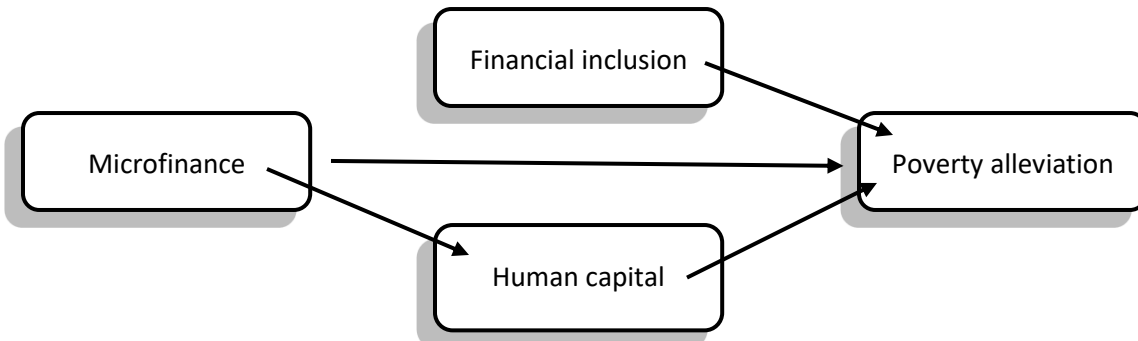 Financial inclusion
Microfinance
Poverty alleviation
Human capital